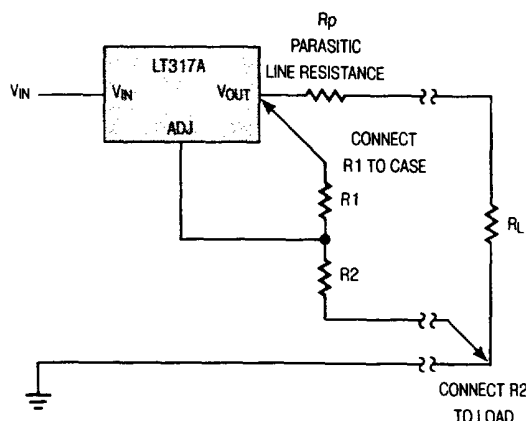 Rp
PARASITIC
LINE RESISTANCE
LT317A
VIN
VIN
VOUT
ADJ
CONNECT
R1 TO CASE
R1
RL
R2
CONNECT R2
TO LOAD